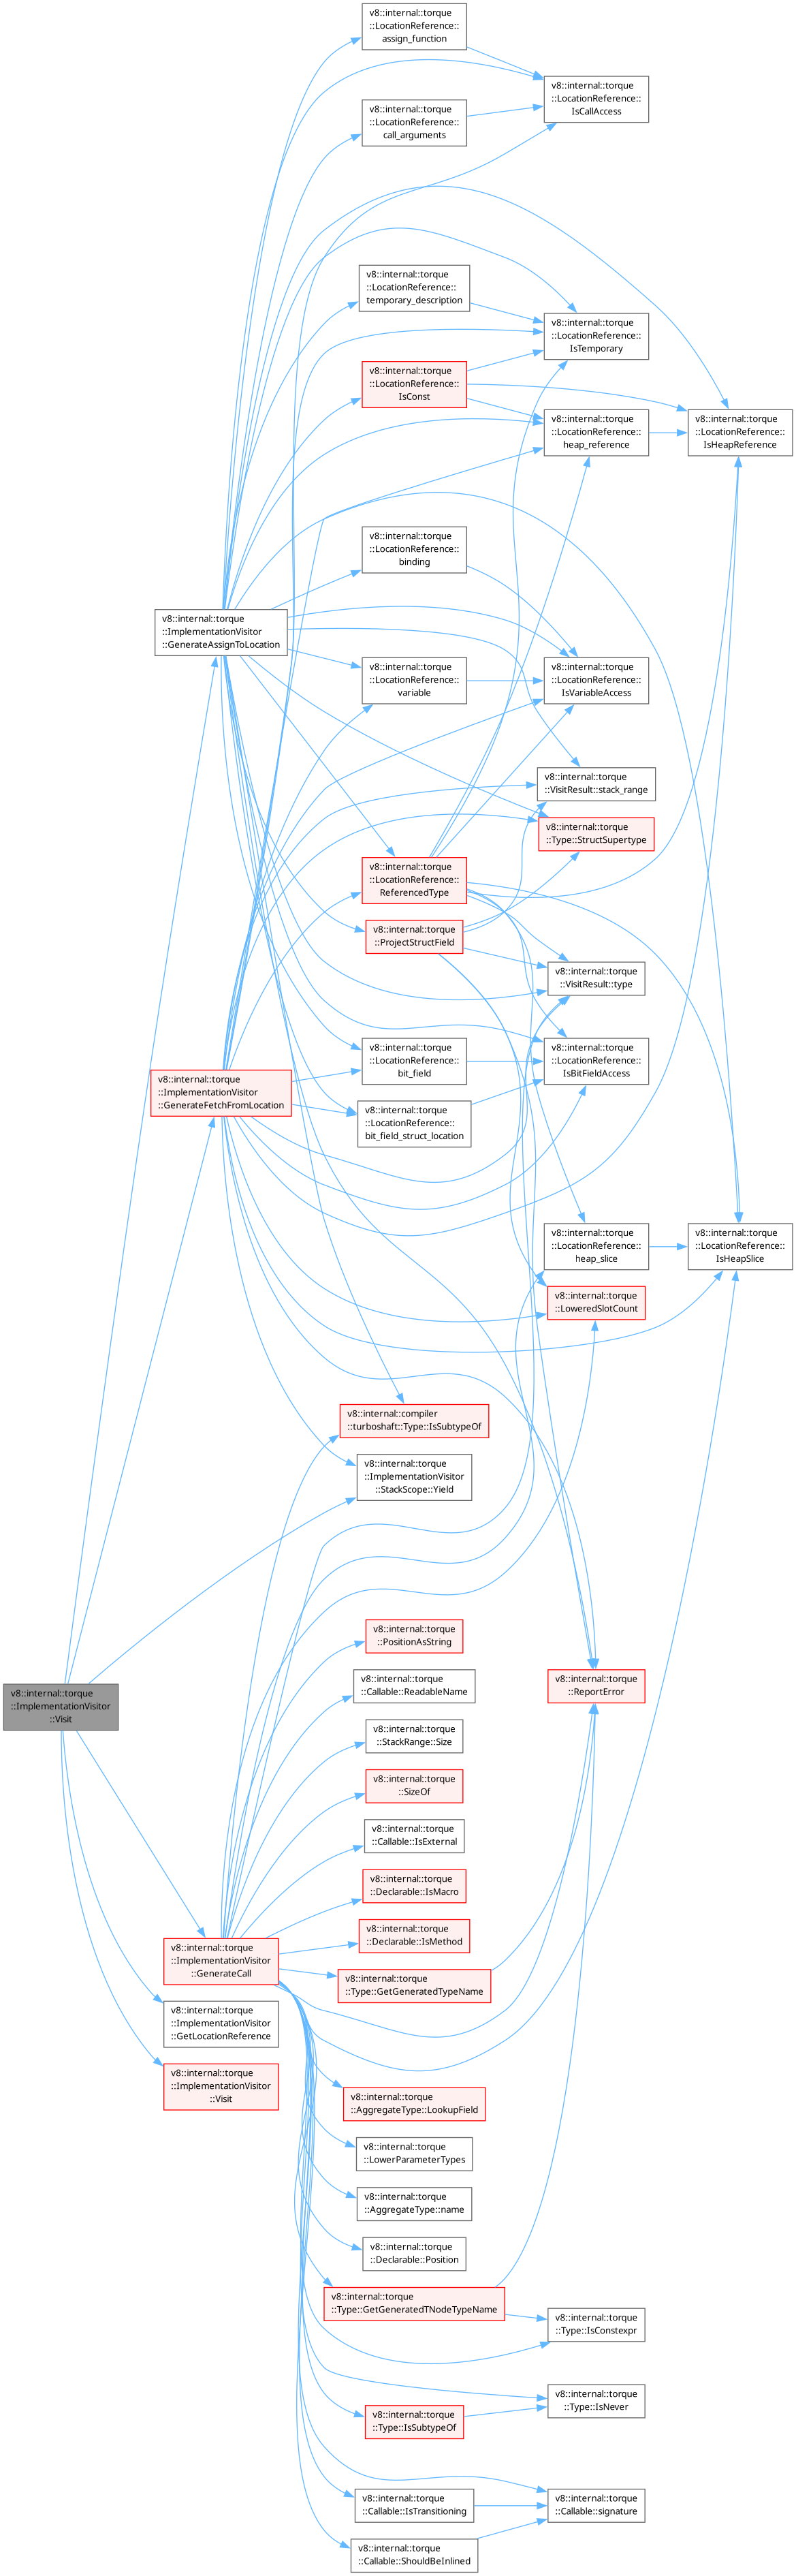 v8::internal::torque
::LocationReference::
assign_function
v8::internal::torque
::LocationReference::
IsCallAccess
v8::internal::torque
::LocationReference::
call_arguments
v8::internal::torque
::LocationReference::
temporary_description
v8::internal::torque
::LocationReference::
IsTemporary
v8::internal::torque
::LocationReference::
IsConst
v8::internal::torque
::LocationReference::
heap_reference
v8::internal::torque
::LocationReference::
IsHeapReference
v8::internal::torque
::LocationReference::
binding
v8::internal::torque
::ImplementationVisitor
::GenerateAssignToLocation
v8::internal::torque
::LocationReference::
variable
v8::internal::torque
::LocationReference::
IsVariableAccess
v8::internal::torque
::VisitResult::stack_range
v8::internal::torque
::Type::StructSupertype
v8::internal::torque
::LocationReference::
ReferencedType
v8::internal::torque
::ProjectStructField
v8::internal::torque
::VisitResult::type
v8::internal::torque
::LocationReference::
bit_field
v8::internal::torque
::LocationReference::
IsBitFieldAccess
v8::internal::torque
::ImplementationVisitor
::GenerateFetchFromLocation
v8::internal::torque
::LocationReference::
bit_field_struct_location
v8::internal::torque
::LocationReference::
heap_slice
v8::internal::torque
::LocationReference::
IsHeapSlice
v8::internal::torque
::LoweredSlotCount
v8::internal::compiler
::turboshaft::Type::IsSubtypeOf
v8::internal::torque
::ImplementationVisitor
::StackScope::Yield
v8::internal::torque
::PositionAsString
v8::internal::torque
::ImplementationVisitor
::Visit
v8::internal::torque
::Callable::ReadableName
v8::internal::torque
::ReportError
v8::internal::torque
::StackRange::Size
v8::internal::torque
::SizeOf
v8::internal::torque
::Callable::IsExternal
v8::internal::torque
::Declarable::IsMacro
v8::internal::torque
::Declarable::IsMethod
v8::internal::torque
::ImplementationVisitor
::GenerateCall
v8::internal::torque
::Type::GetGeneratedTypeName
v8::internal::torque
::ImplementationVisitor
::GetLocationReference
v8::internal::torque
::ImplementationVisitor
::Visit
v8::internal::torque
::AggregateType::LookupField
v8::internal::torque
::LowerParameterTypes
v8::internal::torque
::AggregateType::name
v8::internal::torque
::Declarable::Position
v8::internal::torque
::Type::GetGeneratedTNodeTypeName
v8::internal::torque
::Type::IsConstexpr
v8::internal::torque
::Type::IsNever
v8::internal::torque
::Type::IsSubtypeOf
v8::internal::torque
::Callable::IsTransitioning
v8::internal::torque
::Callable::signature
v8::internal::torque
::Callable::ShouldBeInlined